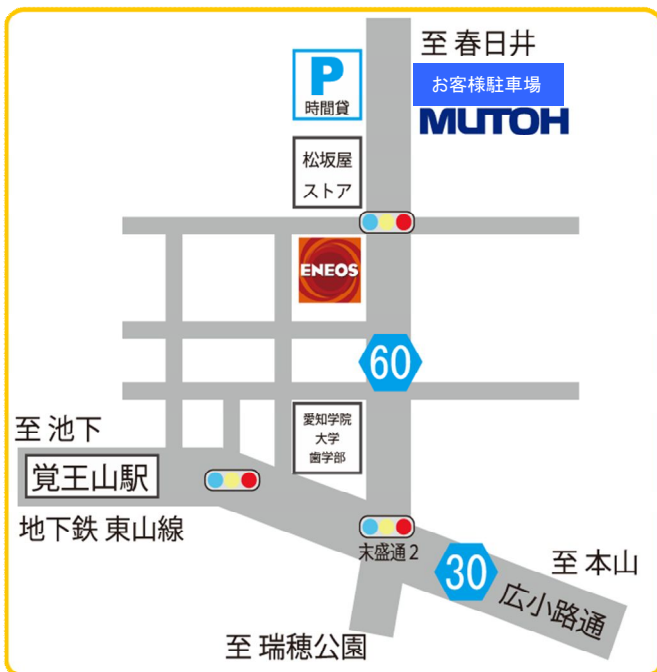 至 春日井
P
時間貸
お客様駐車場
MUTOH
松坂屋
ストア
ENEOS
60
愛知学院
大学
歯学部
至 池下
覚王山駅
地下鉄 東山線
末盛通2
30
至 本山
広小路通
至 瑞穂公園